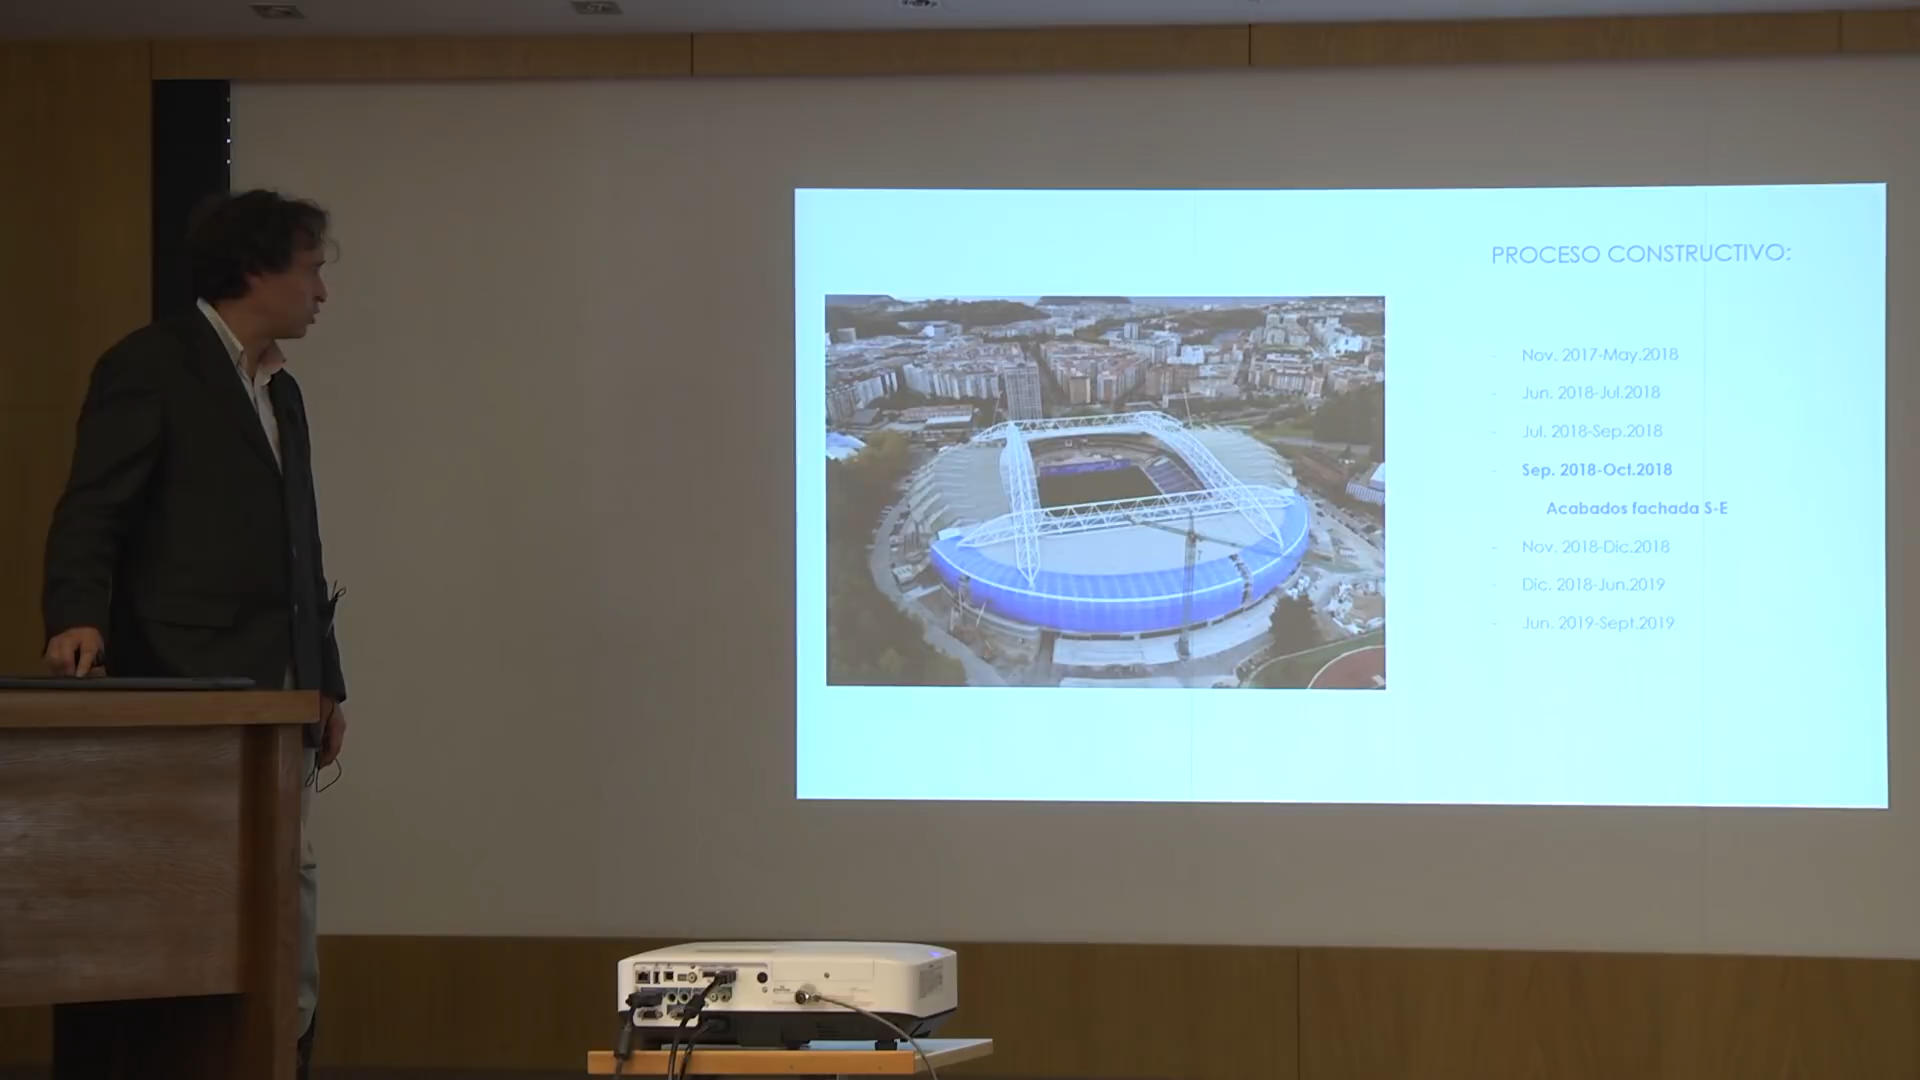 PROCESO CONSTRUCTIVO:
- Nov. 2017-May.2018
- Jun. 2018-Jul.2018
- Jul. 2018-Sep.2018
- Sep. 2018-Oct.2018
Acabados fachada S-E
- Nov. 2018-Dic.2018
- Dic. 2018-Jun.2019
- Jun. 2019-Sept.2019